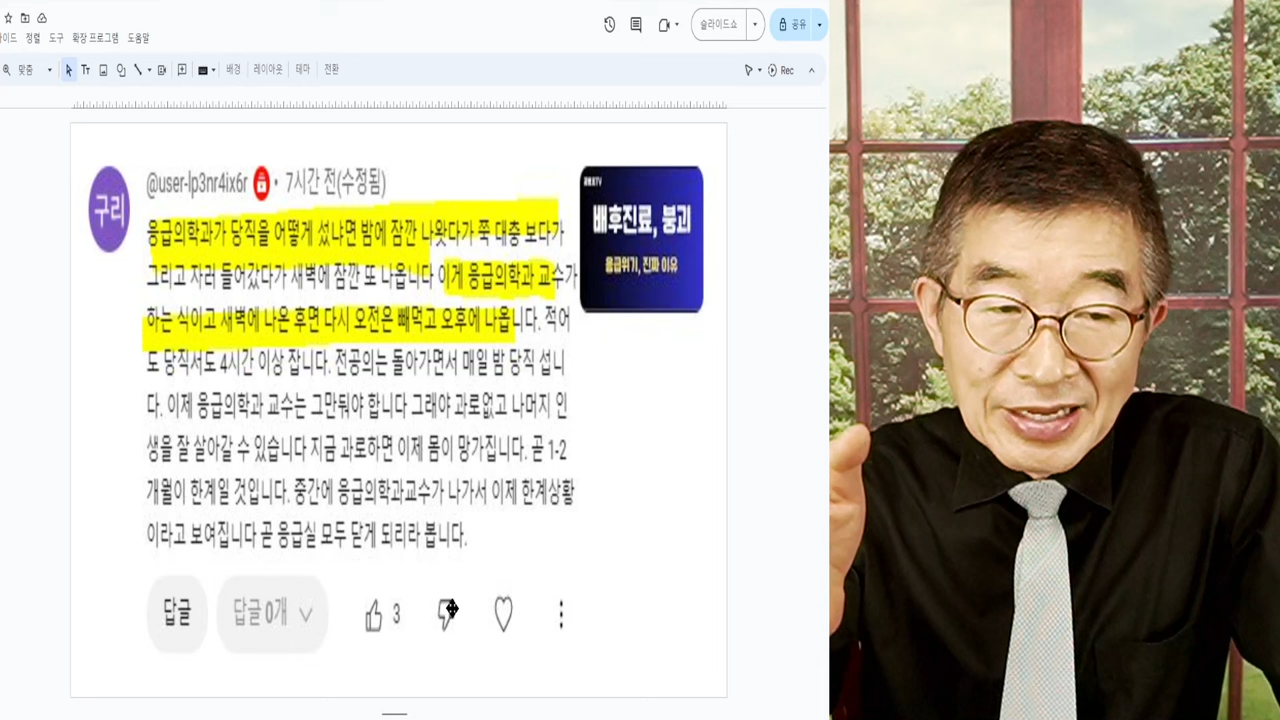 이드 정렬 도구 확장 프로그램 도움말
슬라이드쇼
공유
맞춤
배경 레이아웃 테마 전환
Rec
구리
@user-lp3nr4ix6r • 7시간 전(수정됨)
응급의학과가 당직을 어떻게 섰냐면 밤에 잠깐 나왓다가 쭉 대충 보다가
그리고 자러 들어갔다가 새벽에 잠깐 또 나옵니다 이게 응급의학과 교수가
하는 식이고 새벽에 나온 후면 다시 오전은 빼먹고 오후에 나옵니다. 적어
도 당직서도 4시간 이상 잡니다. 전공의는 돌아가면서 매일 밤 당직 섭니
다. 이제 응급의학과 교수는 그만둬야 합니다 그래야 과로없고 나머지 인
생을 잘 살아갈 수 있습니다 지금 과로하면 이제 몸이 망가집니다. 곧 1-2
개월이 한계일 것입니다. 중간에 응급의학과교수가 나가서 이제 한계상황
이라고 보여집니다 곧 응급실 모두 닫게 되리라 봅니다.
배후진료, 붕괴
응급위기, 진짜 이유
답글
답글 0개
3